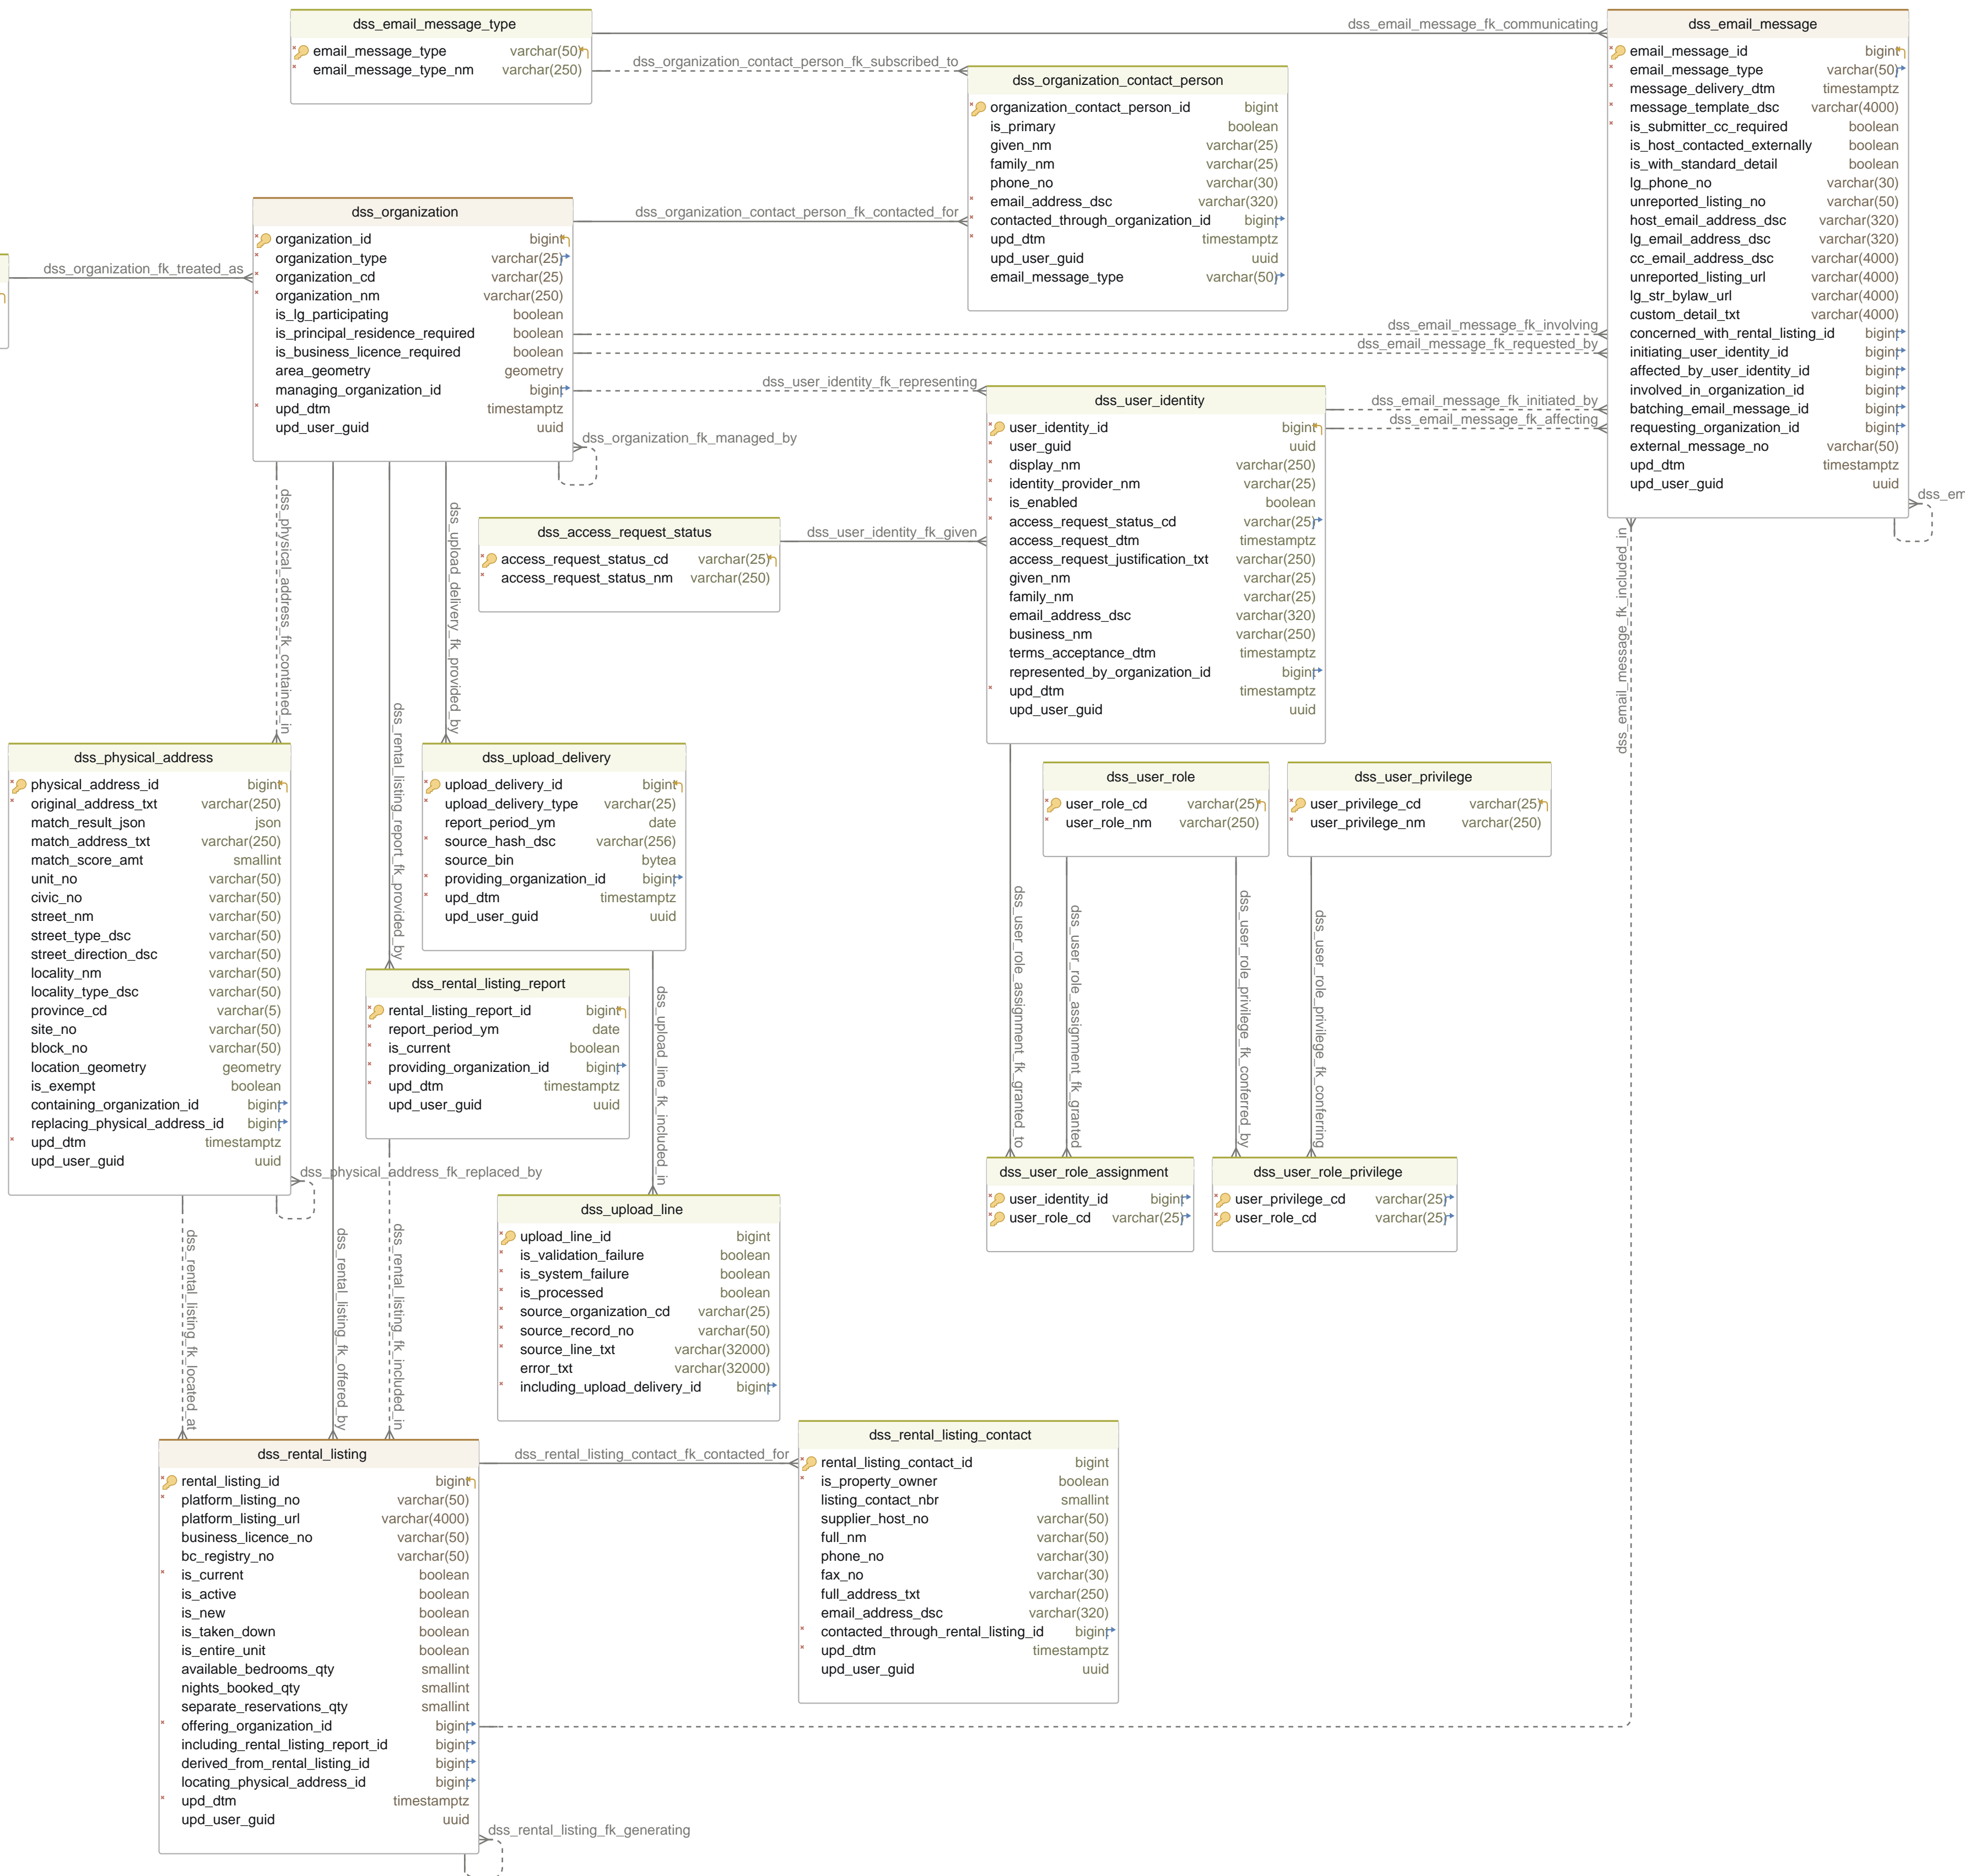 dss_email_message_type
email_message_type varchar(50)
email_message_type_nm varchar(250)
dss_email_message_fk_communicating
dss_organization_contact_person_fk_subscribed_to
dss_organization_contact_person
organization_contact_person_id bigint
is_primary boolean
given_nm varchar(25)
family_nm varchar(25)
phone_no varchar(30)
email_address_dsc varchar(320)
contacted_through_organization_id bigint
upd_dtm timestamptz
upd_user_guid uuid
email_message_type varchar(50)
dss_email_message
email_message_id bigint
email_message_type varchar(50)
message_delivery_dtm timestamptz
message_template_dsc varchar(4000)
is_submitter_cc_required boolean
is_host_contacted_externally boolean
is_with_standard_detail boolean
lg_phone_no varchar(30)
unreported_listing_no varchar(50)
host_email_address_dsc varchar(320)
lg_email_address_dsc varchar(320)
cc_email_address_dsc varchar(4000)
unreported_listing_url varchar(4000)
lg_str_bylaw_url varchar(4000)
custom_detail_txt varchar(4000)
concerned_with_rental_listing_id bigint
initiating_user_identity_id bigint
affected_by_user_identity_id bigint
involved_in_organization_id bigint
batching_email_message_id bigint
requesting_organization_id bigint
external_message_no varchar(50)
upd_dtm timestamptz
upd_user_guid uuid
dss_em
dss_organization_fk_treated_as
dss_organization
organization_id bigint
organization_type varchar(25)
organization_cd varchar(25)
organization_nm varchar(250)
is_lg_participating boolean
is_principal_residence_required boolean
is_business_licence_required boolean
area_geometry geometry
managing_organization_id bigint
upd_dtm timestamptz
upd_user_guid uuid
dss_organization_contact_person_fk_contacted_for
dss_email_message_fk_involving
dss_email_message_fk_requested_by
dss_user_identity_fk_representing
dss_organization_fk_managed_by
dss_user_identity
user_identity_id bigint
user_guid uuid
display_nm varchar(250)
identity_provider_nm varchar(25)
is_enabled boolean
access_request_status_cd varchar(25)
access_request_dtm timestamptz
access_request_justification_txt varchar(250)
given_nm varchar(25)
family_nm varchar(25)
email_address_dsc varchar(320)
business_nm varchar(250)
terms_acceptance_dtm timestamptz
represented_by_organization_id bigint
upd_dtm timestamptz
upd_user_guid uuid
dss_email_message_fk_initiated_by
dss_email_message_fk_affecting
dss_access_request_status
access_request_status_cd varchar(25)
access_request_status_nm varchar(250)
dss_user_identity_fk_given
dss_physical_address_fk_contained_in
dss_upload_delivery_fk_provided_by
dss_rental_listing_report_fk_provided_by
dss_email_message_fk_included_in
dss_physical_address
physical_address_id bigint
original_address_txt varchar(250)
match_result_json json
match_address_txt varchar(250)
match_score_amt smallint
unit_no varchar(50)
civic_no varchar(50)
street_nm varchar(50)
street_type_dsc varchar(50)
street_direction_dsc varchar(50)
locality_nm varchar(50)
locality_type_dsc varchar(50)
province_cd varchar(5)
site_no varchar(50)
block_no varchar(50)
location_geometry geometry
is_exempt boolean
containing_organization_id bigint
replacing_physical_address_id bigint
upd_dtm timestamptz
upd_user_guid uuid
dss_physical_address_fk_replaced_by
dss_upload_delivery
upload_delivery_id bigint
upload_delivery_type varchar(25)
report_period_ym date
source_hash_dsc varchar(256)
source_bin bytea
providing_organization_id bigint
upd_dtm timestamptz
upd_user_guid uuid
dss_user_role
user_role_cd varchar(25)
user_role_nm varchar(250)
dss_user_privilege
user_privilege_cd varchar(25)
user_privilege_nm varchar(250)
dss_rental_listing_report
rental_listing_report_id bigint
report_period_ym date
is_current boolean
providing_organization_id bigint
upd_dtm timestamptz
upd_user_guid uuid
dss_upload_line_fk_included_in
dss_user_role_assignment_fk_granted_to
dss_user_role_assignment_fk_granted
dss_user_role_privilege_fk_conferred_by
dss_user_role_privilege_fk_conferring
dss_user_role_assignment
user_identity_id bigint
user_role_cd varchar(25)
dss_user_role_privilege
user_privilege_cd varchar(25)
user_role_cd varchar(25)
dss_upload_line
upload_line_id bigint
is_validation_failure boolean
is_system_failure boolean
is_processed boolean
source_organization_cd varchar(25)
source_record_no varchar(50)
source_line_txt varchar(32000)
error_txt varchar(32000)
including_upload_delivery_id bigint
dss_rental_listing_fk_located_at
dss_rental_listing_fk_offered_by
dss_rental_listing_fk_included_in
dss_rental_listing
rental_listing_id bigint
platform_listing_no varchar(50)
platform_listing_url varchar(4000)
business_licence_no varchar(50)
bc_registry_no varchar(50)
is_current boolean
is_active boolean
is_new boolean
is_taken_down boolean
is_entire_unit boolean
available_bedrooms_qty smallint
nights_booked_qty smallint
separate_reservations_qty smallint
offering_organization_id bigint
including_rental_listing_report_id bigint
derived_from_rental_listing_id bigint
locating_physical_address_id bigint
upd_dtm timestamptz
upd_user_guid uuid
dss_rental_listing_fk_generating
dss_rental_listing_contact_fk_contacted_for
dss_rental_listing_contact
rental_listing_contact_id bigint
is_property_owner boolean
listing_contact_nbr smallint
supplier_host_no varchar(50)
full_nm varchar(50)
phone_no varchar(30)
fax_no varchar(30)
full_address_txt varchar(250)
email_address_dsc varchar(320)
contacted_through_rental_listing_id bigint
upd_dtm timestamptz
upd_user_guid uuid